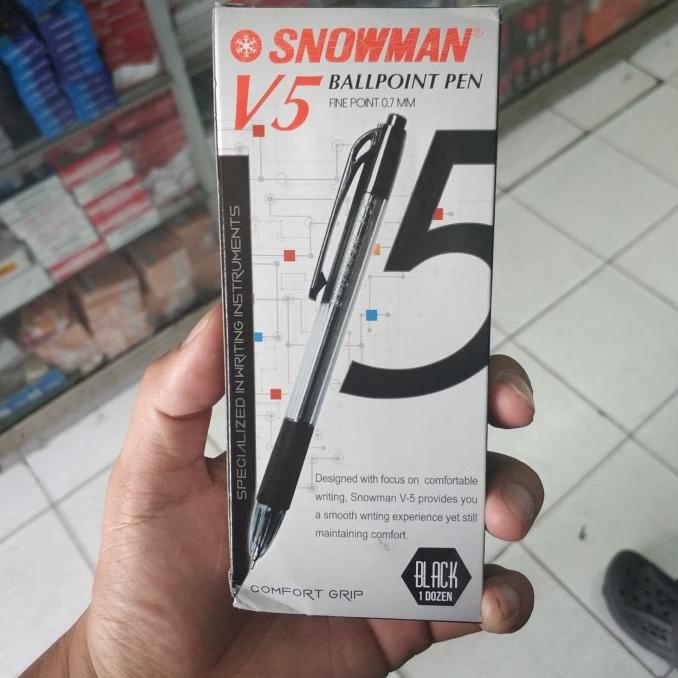 SNOWMAN®
V5 BALLPOINT PEN
FINE POINT 0.7 MM
5
SPECIALIZED IN WRITING INSTRUMENTS
Designed with focus on comfortable
writing, Snowman V-5 provides you
a smooth writing experience yet still
maintaining comfort.
BLACK
1 DOZEN
COMFORT GRIP